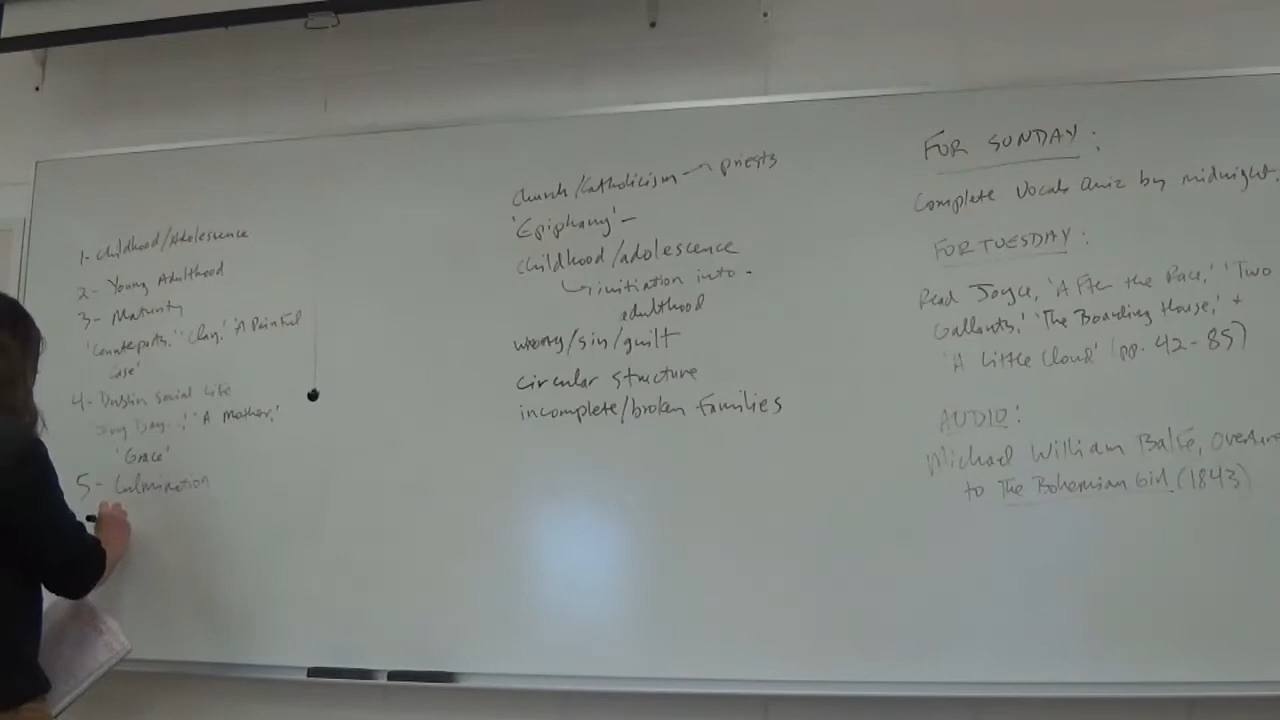 1- Childhood/Adolescence
2- Young Adulthood
3- Maturity
'Counterparts,' 'Clay,' 'A Painful
Case'
4- Dublin Social Life
Ivy Day..,' 'A Mother,'
'Grace'
5- Culmination
Church/Catholicism → priests
'Epiphany' -
childhood/adolescence
initiation into
adulthood
/sin/guilt
circular structure
incomplete/broken families
FOR SUNDAY:
Complete Vocab Quiz by midnight.
FOR TUESDAY:
Read Joyce, 'After the Race,' 'Two
Gallants,' 'The Boarding House,' +
'A Little Cloud' (pp. 42-85)
AUDIO:
Michael William Balfe, Overture
to The Bohemian Girl (1843)